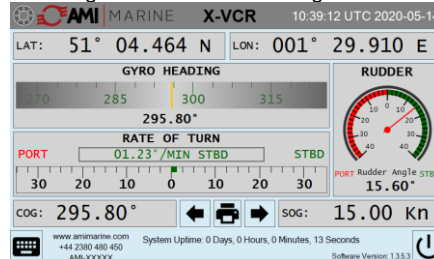 AMI MARINE X-VCR 10:39:12 UTC 2020-05-14
LAT: 51° 04.464 N LON: 001° 29.910 E
GYRO HEADING
270 285 300 315
295.80°
RUDDER
10 0 10
20 20
30 30
40 40
PORT Rudder Angle STB
15.60°
RATE OF TURN
PORT 01.23°/MIN STBD STBD
30 20 10 0 10 20 30
COG: 295.80° SOG: 15.00 Kn
www.amimarine.com
+44 2380 480 450
AMI-XXXXX
System Uptime: 0 Days, 0 Hours, 0 Minutes, 13 Seconds
Software Version: 1.3.5.3